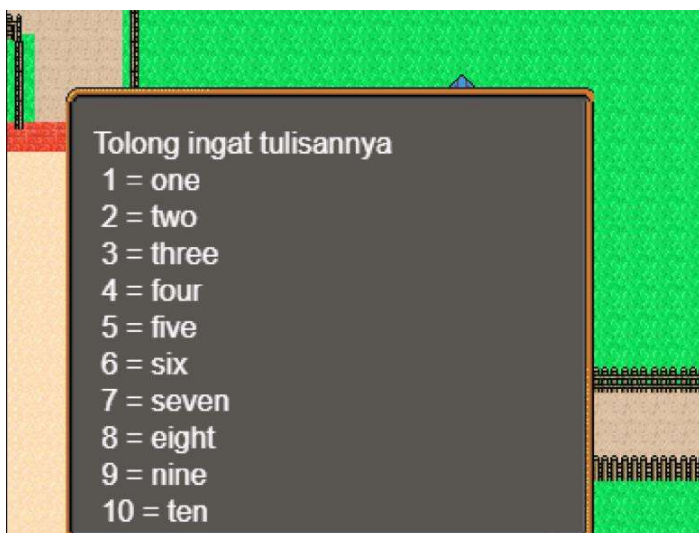 Tolong ingat tulisannya
1 = one
2 = two
3 = three
4 = four
5 = five
6 = six
7 = seven
8 = eight
9 = nine
10 = ten